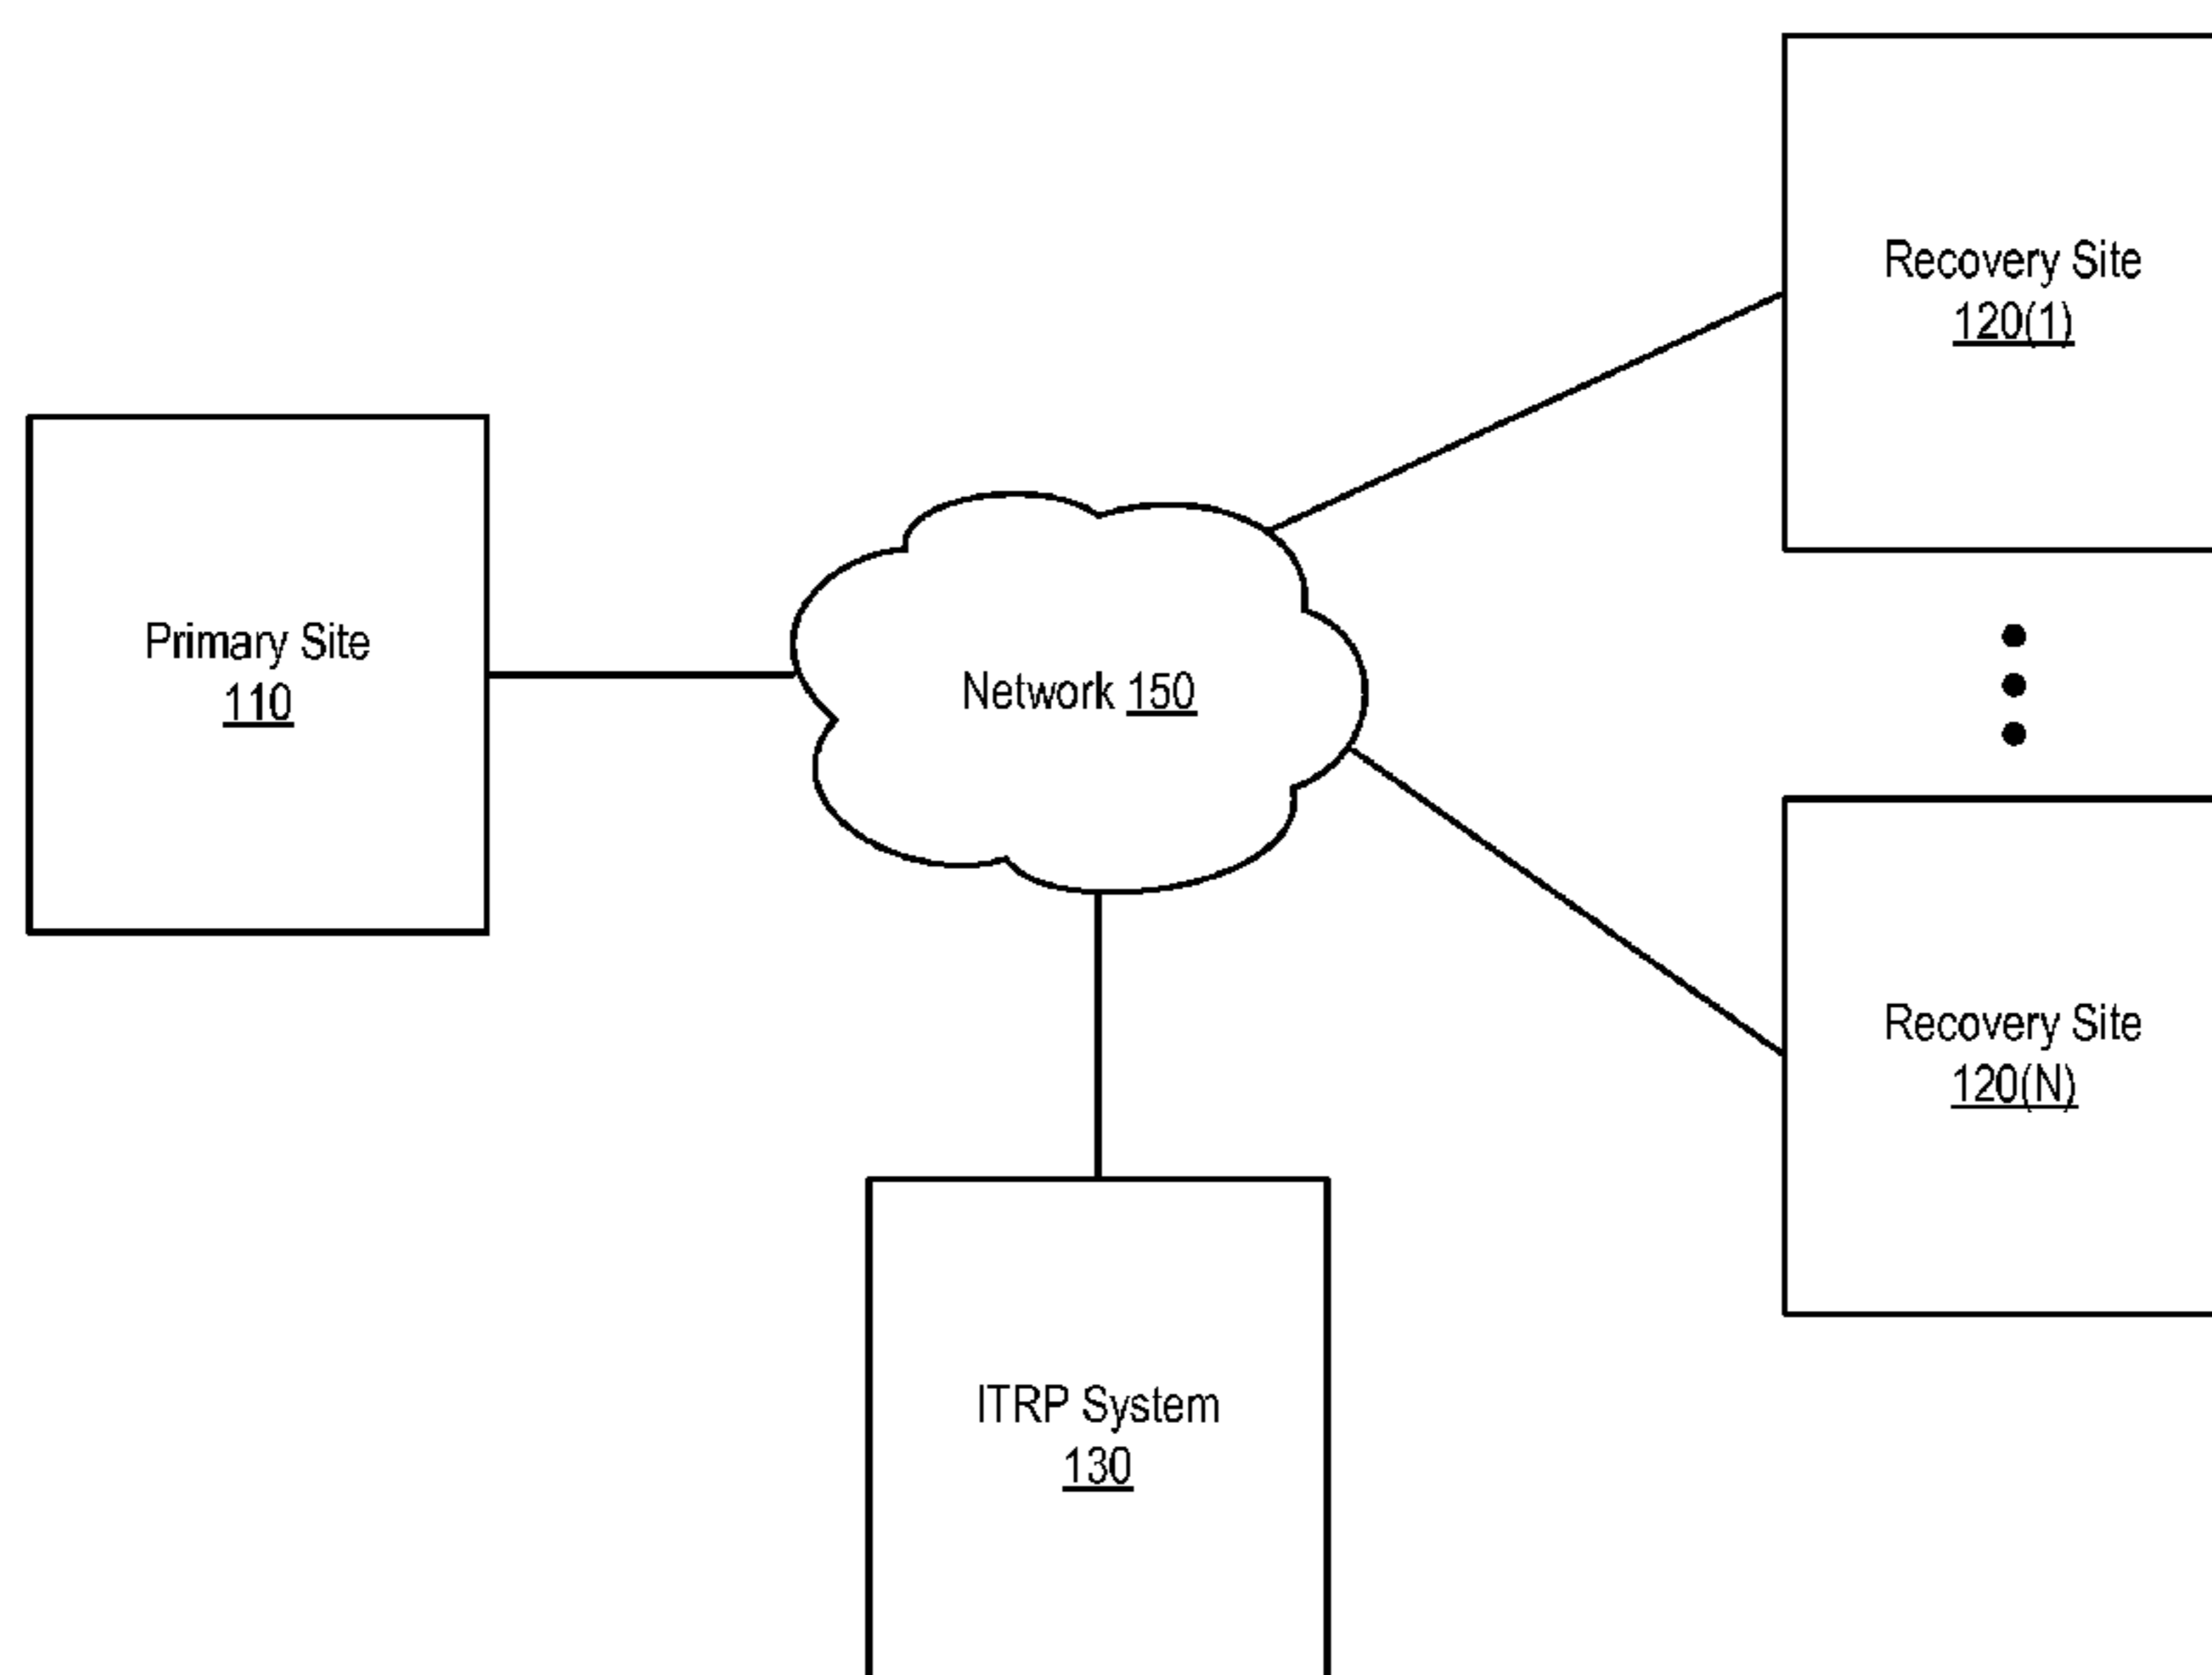 Recovery Site
120(1)
Primary Site
110
Network 150
Recovery Site
120(N)
ITRP System
130